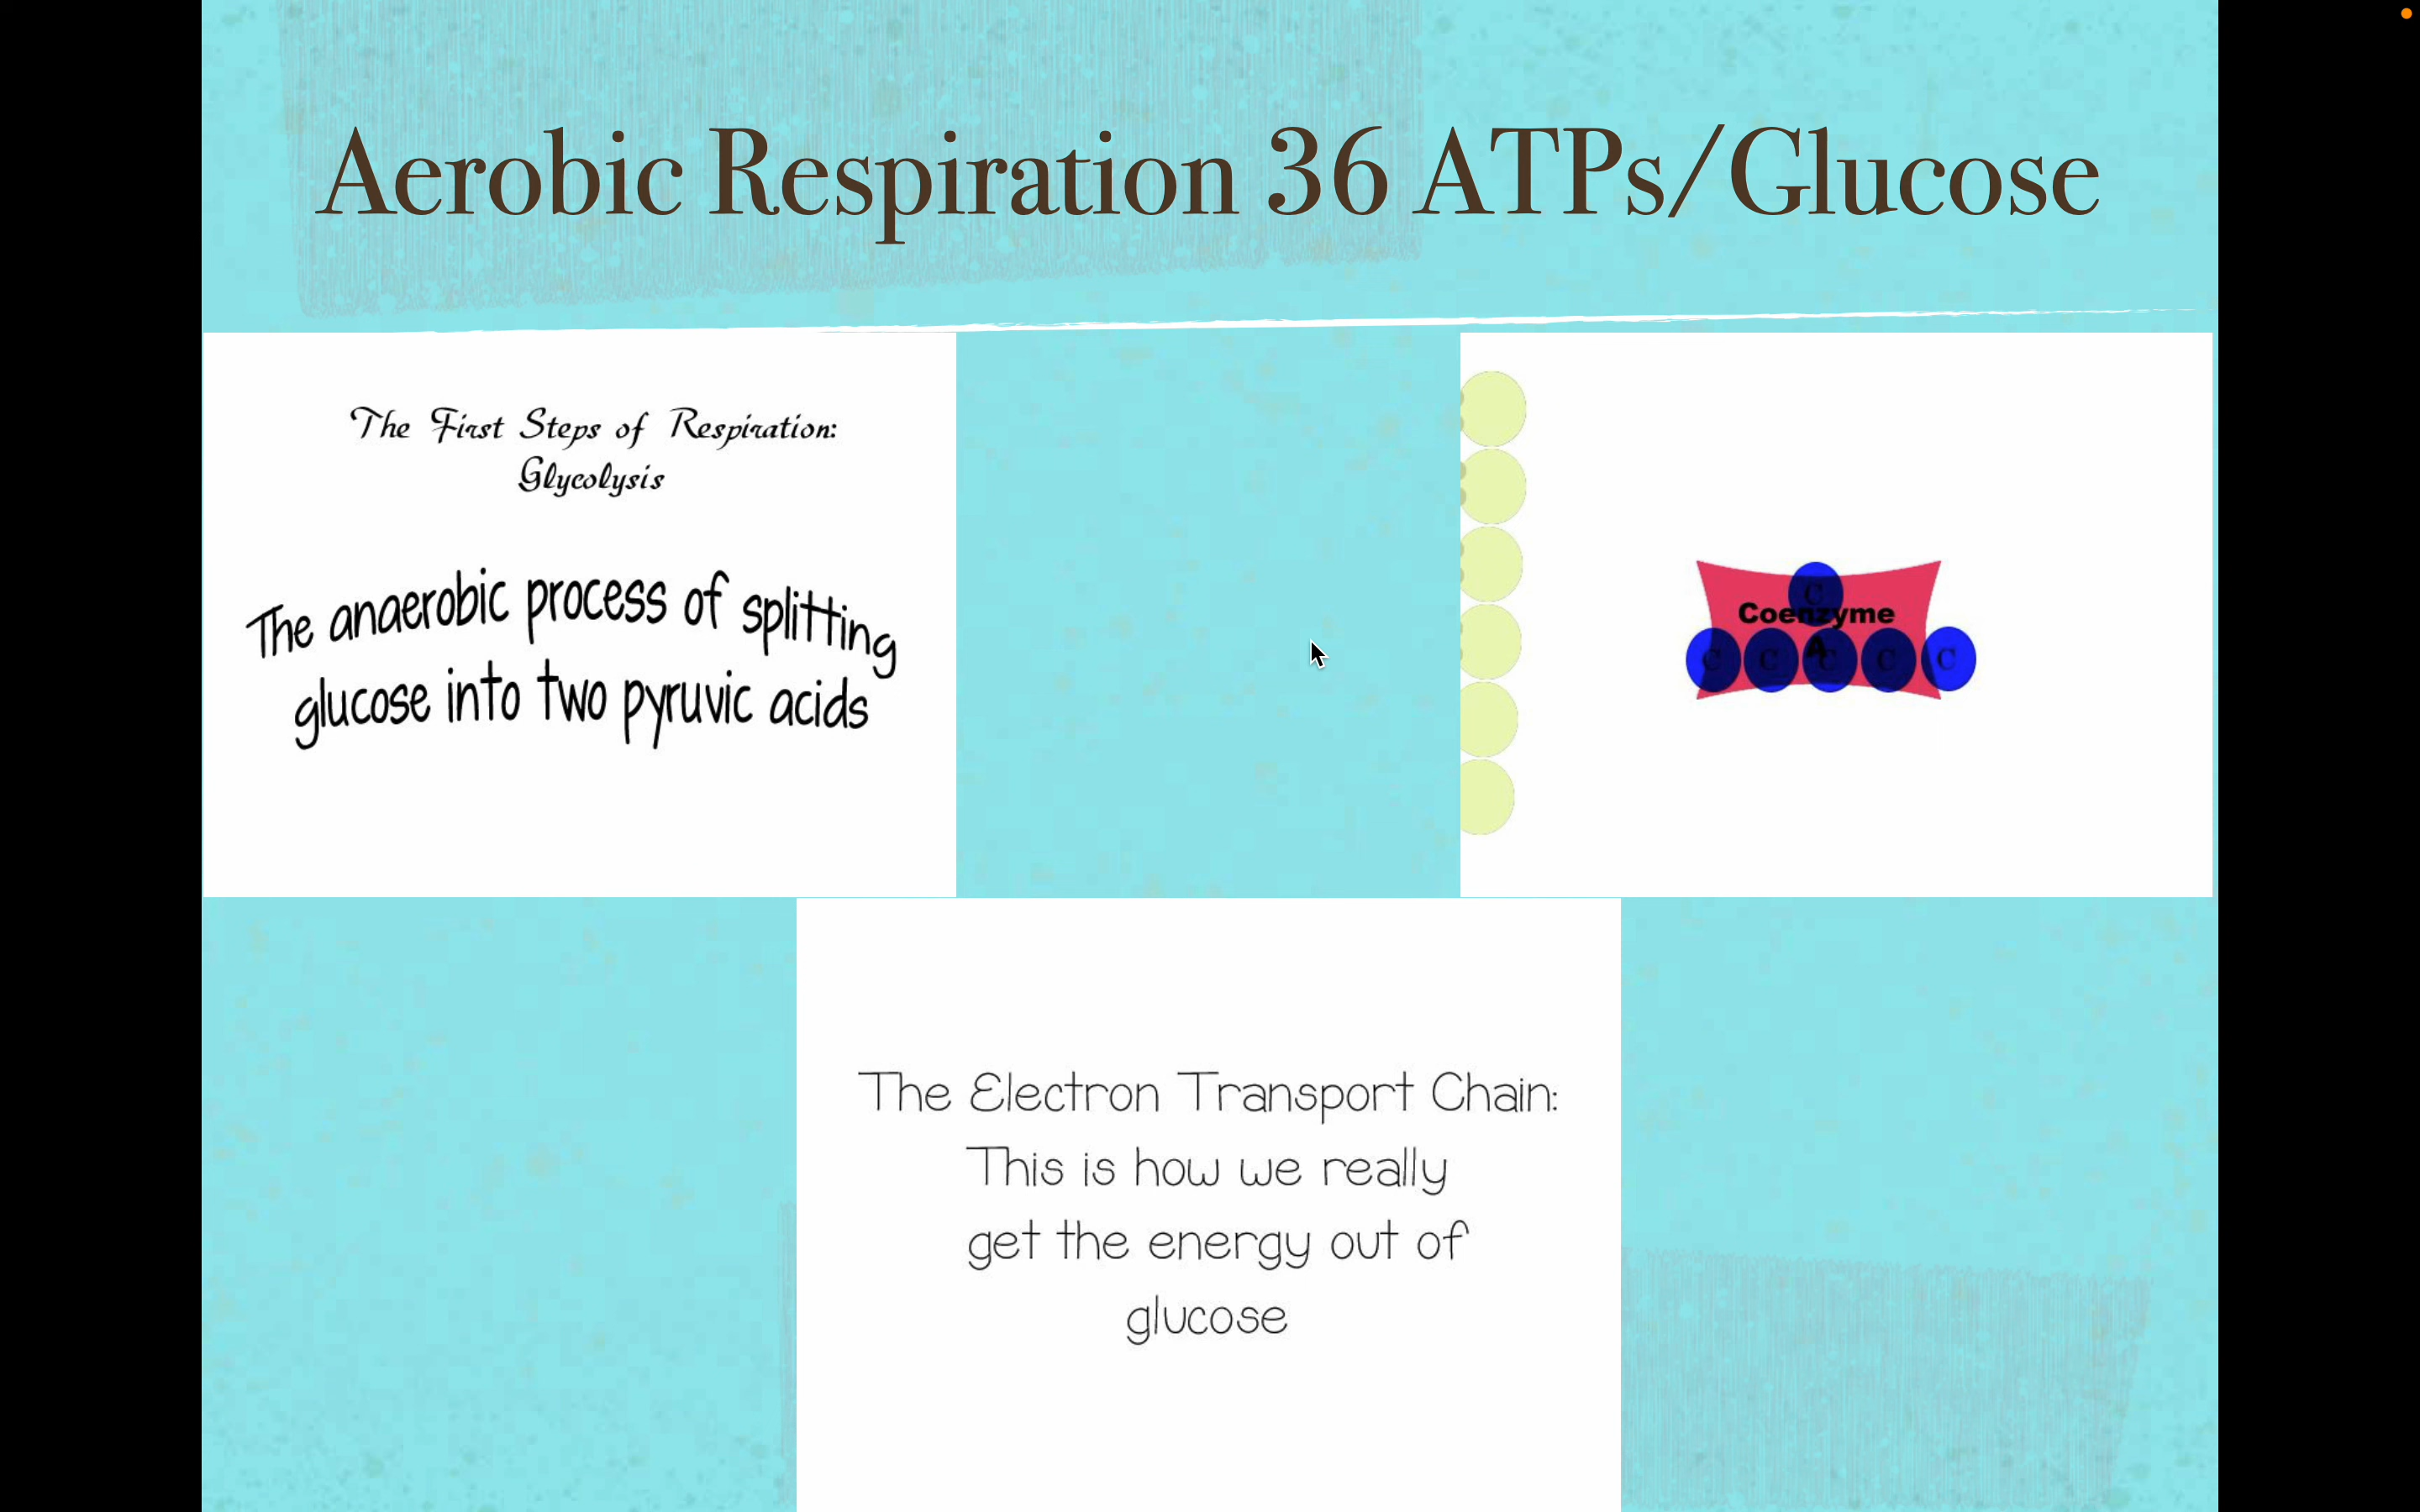 Aerobic Respiration 36 ATPs/Glucose
The First Steps of Respiration:
Glycolysis
The anaerobic process of splitting
glucose into two pyruvic acids
C
Coenzyme
A
C C C C C
The Electron Transport Chain:
This is how we really
get the energy out of
glucose